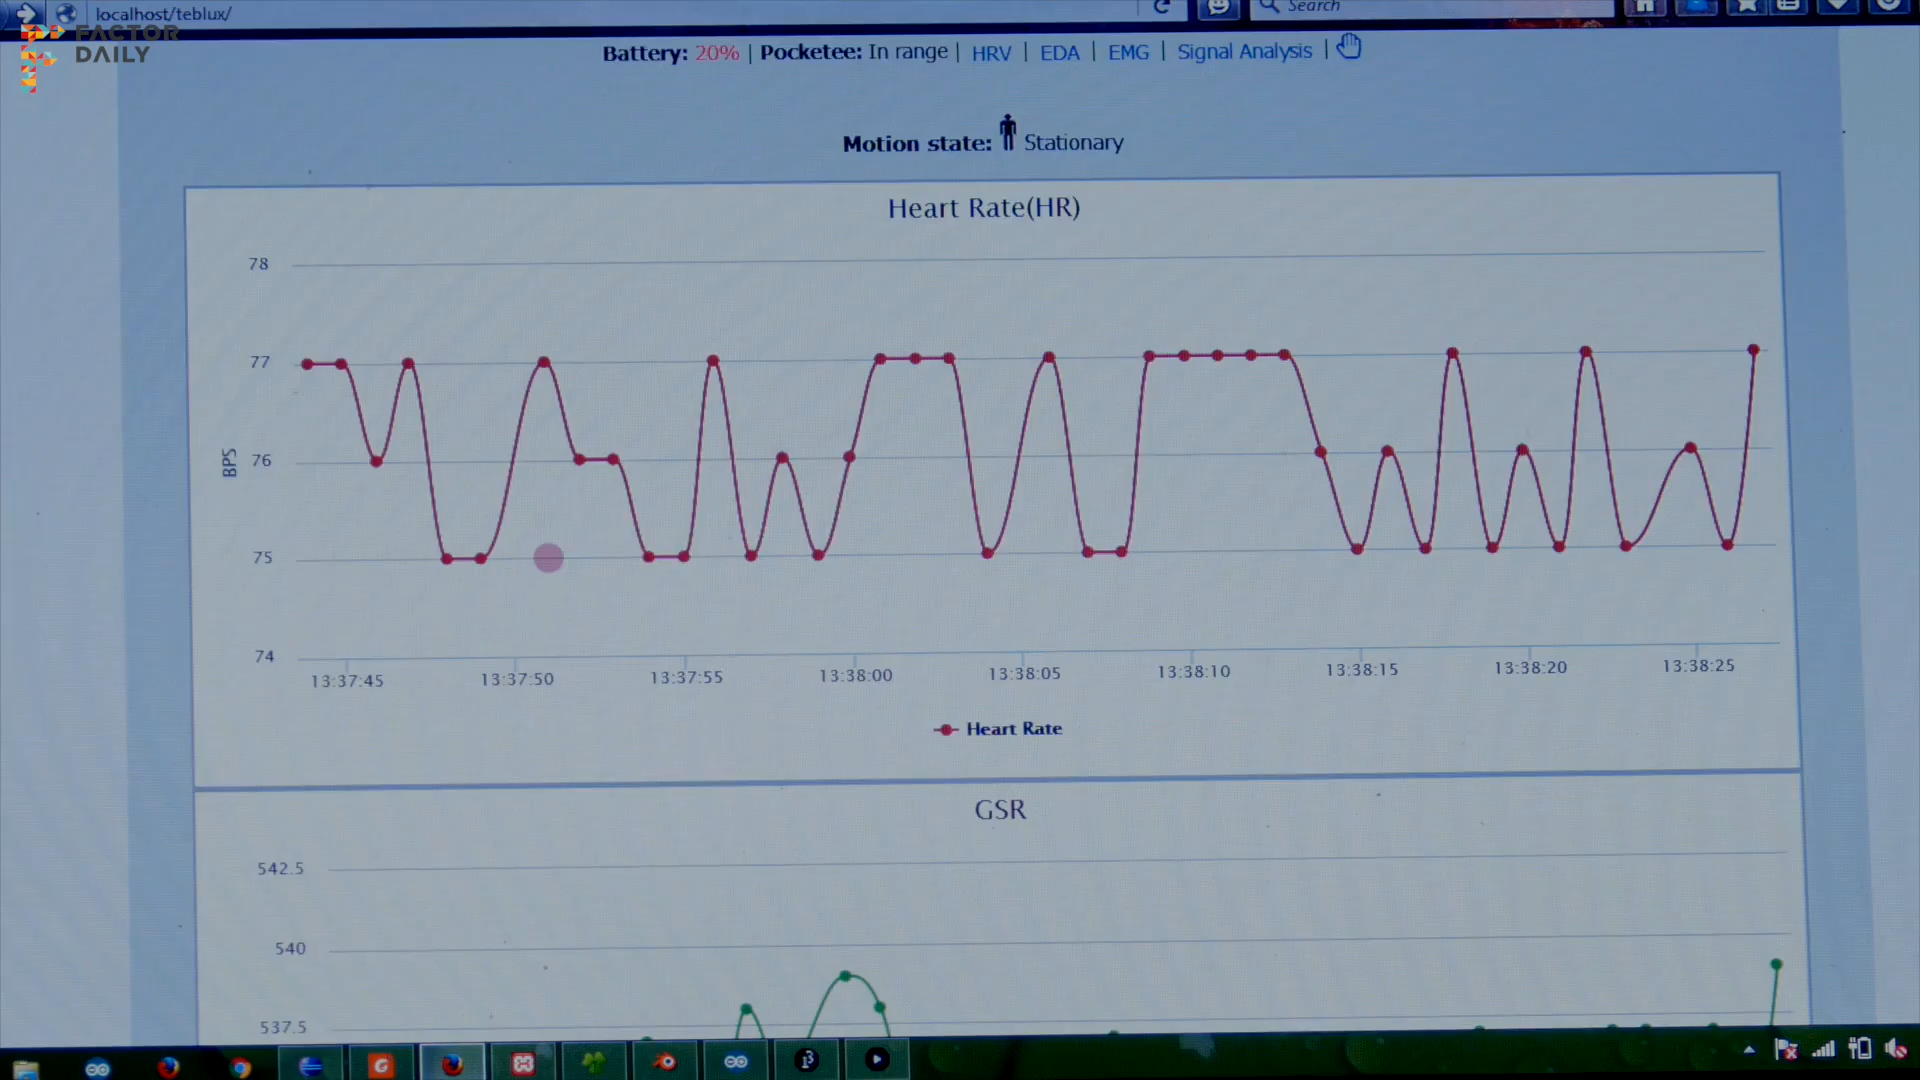 localhost/teblux/
Search
FACTOR
DAILY
Battery: 20% | Pocketee: In range | HRV | EDA | EMG | Signal Analysis |
Motion state: Stationary
Heart Rate(HR)
78
77
76
75
74
BPS
13:37:45 13:37:50 13:37:55 13:38:00 13:38:05 13:38:10 13:38:15 13:38:20 13:38:25
Heart Rate
GSR
542.5
540
537.5